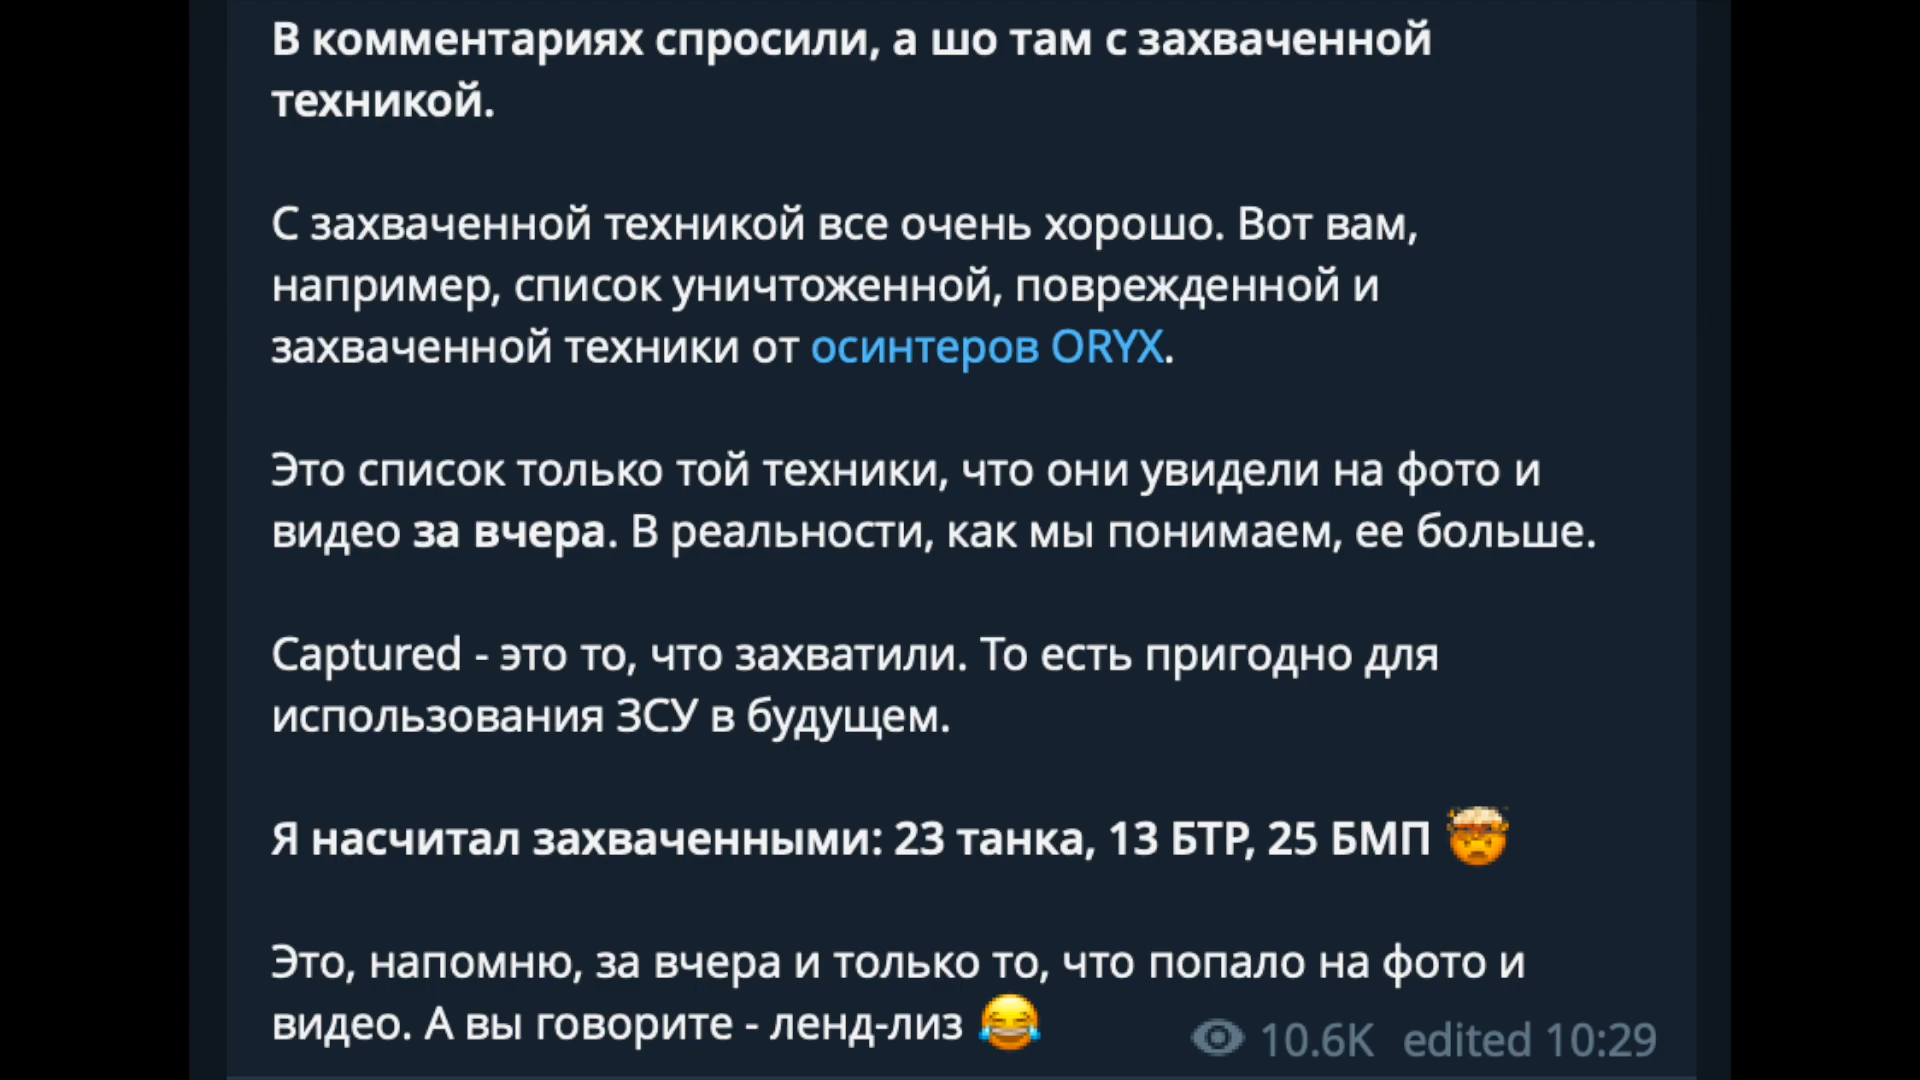 В комментариях спросили, а шо там с захваченной
техникой.
С захваченной техникой все очень хорошо. Вот вам,
например, список уничтоженной, поврежденной и
захваченной техники от осинтеров ORYX.
Это список только той техники, что они увидели на фото и
видео за вчера. В реальности, как мы понимаем, ее больше.
Captured - это то, что захватили. То есть пригодно для
использования ЗСУ в будущем.
Я насчитал захваченными: 23 танка, 13 БТР, 25 БМП 🤯
Это, напомню, за вчера и только то, что попало на фото и
видео. А вы говорите - ленд-лиз 😂
10.6K edited 10:29